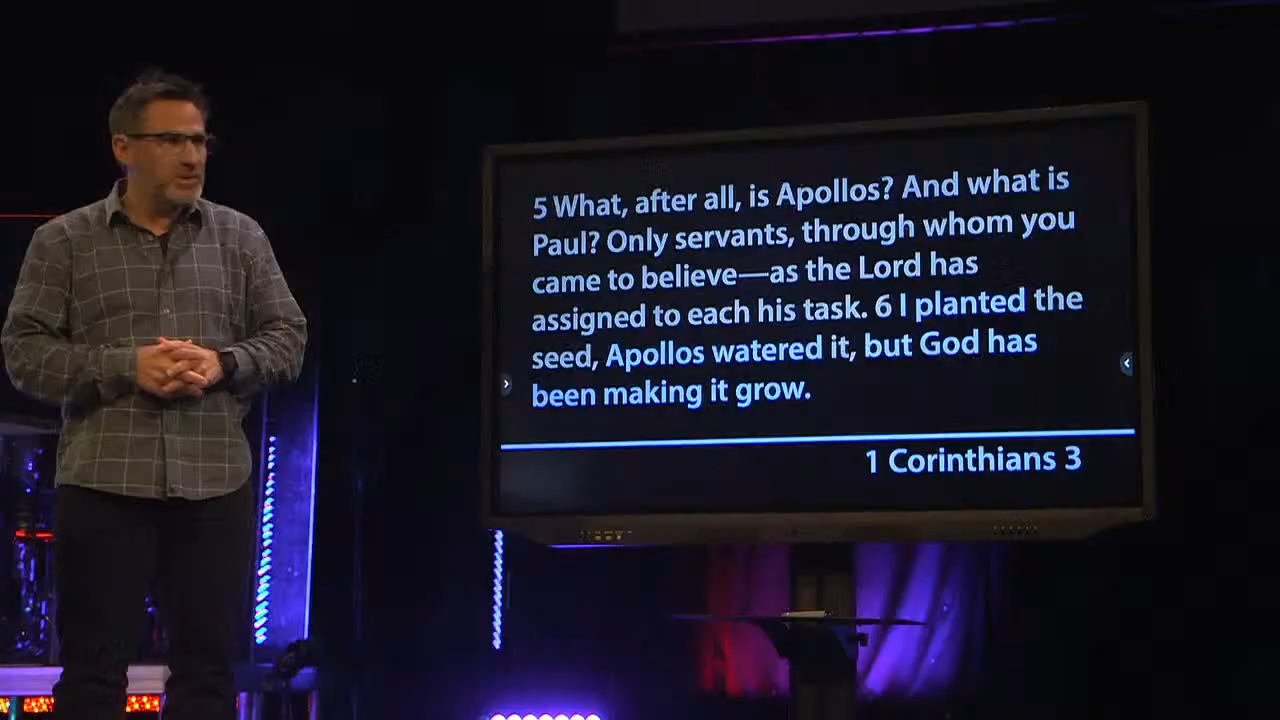 5 What, after all, is Apollos? And what is
Paul? Only servants, through whom you
came to believe—as the Lord has
assigned to each his task. 6 I planted the
seed, Apollos watered it, but God has
been making it grow.
1 Corinthians 3